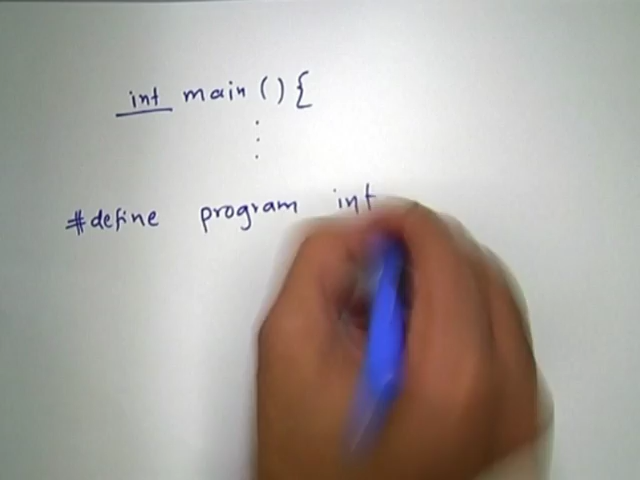 int main () {
⋮
#define program int